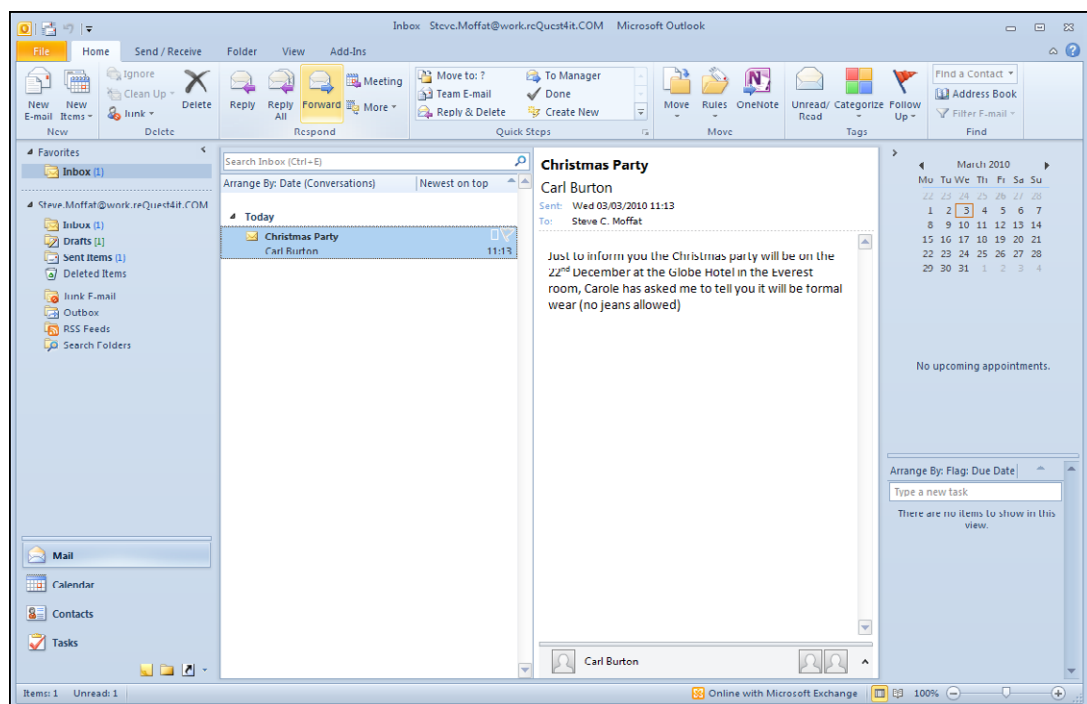 Inbox Steve.Moffat@work.reQuest4it.COM Microsoft Outlook
File Home Send / Receive Folder View Add-Ins
New E-mail
New Items
New
Ignore
Clean Up
Junk
Delete
Delete
Reply
Reply All
Forward
Meeting
More
Respond
Move to: ?
Team E-mail
Reply & Delete
To Manager
Done
Create New
Quick Steps
Move
Rules
OneNote
Move
Unread/ Read
Categorize
Follow Up
Tags
Find a Contact
Address Book
Filter E-mail
Find
Favorites
Inbox (1)
Steve.Moffat@work.reQuest4it.COM
Inbox (1)
Drafts [1]
Sent Items (1)
Deleted Items
Junk E-mail
Outbox
RSS Feeds
Search Folders
Mail
Calendar
Contacts
Tasks
Search Inbox (Ctrl+E)
Arrange By: Date (Conversations) Newest on top
Today
Christmas Party
Carl Burton 11:13
Christmas Party
Carl Burton
Sent: Wed 03/03/2010 11:13
To: Steve C. Moffat
Just to inform you the Christmas party will be on the
22nd December at the Globe Hotel in the Everest
room, Carole has asked me to tell you it will be formal
wear (no jeans allowed)
Carl Burton
March 2010
Mo Tu We Th Fr Sa Su
22 23 24 25 26 27 28
1 2 3 4 5 6 7
8 9 10 11 12 13 14
15 16 17 18 19 20 21
22 23 24 25 26 27 28
29 30 31 1 2 3 4
No upcoming appointments.
Arrange By: Flag: Due Date
Type a new task
There are no items to show in this
view.
Items: 1 Unread: 1
Online with Microsoft Exchange
100%